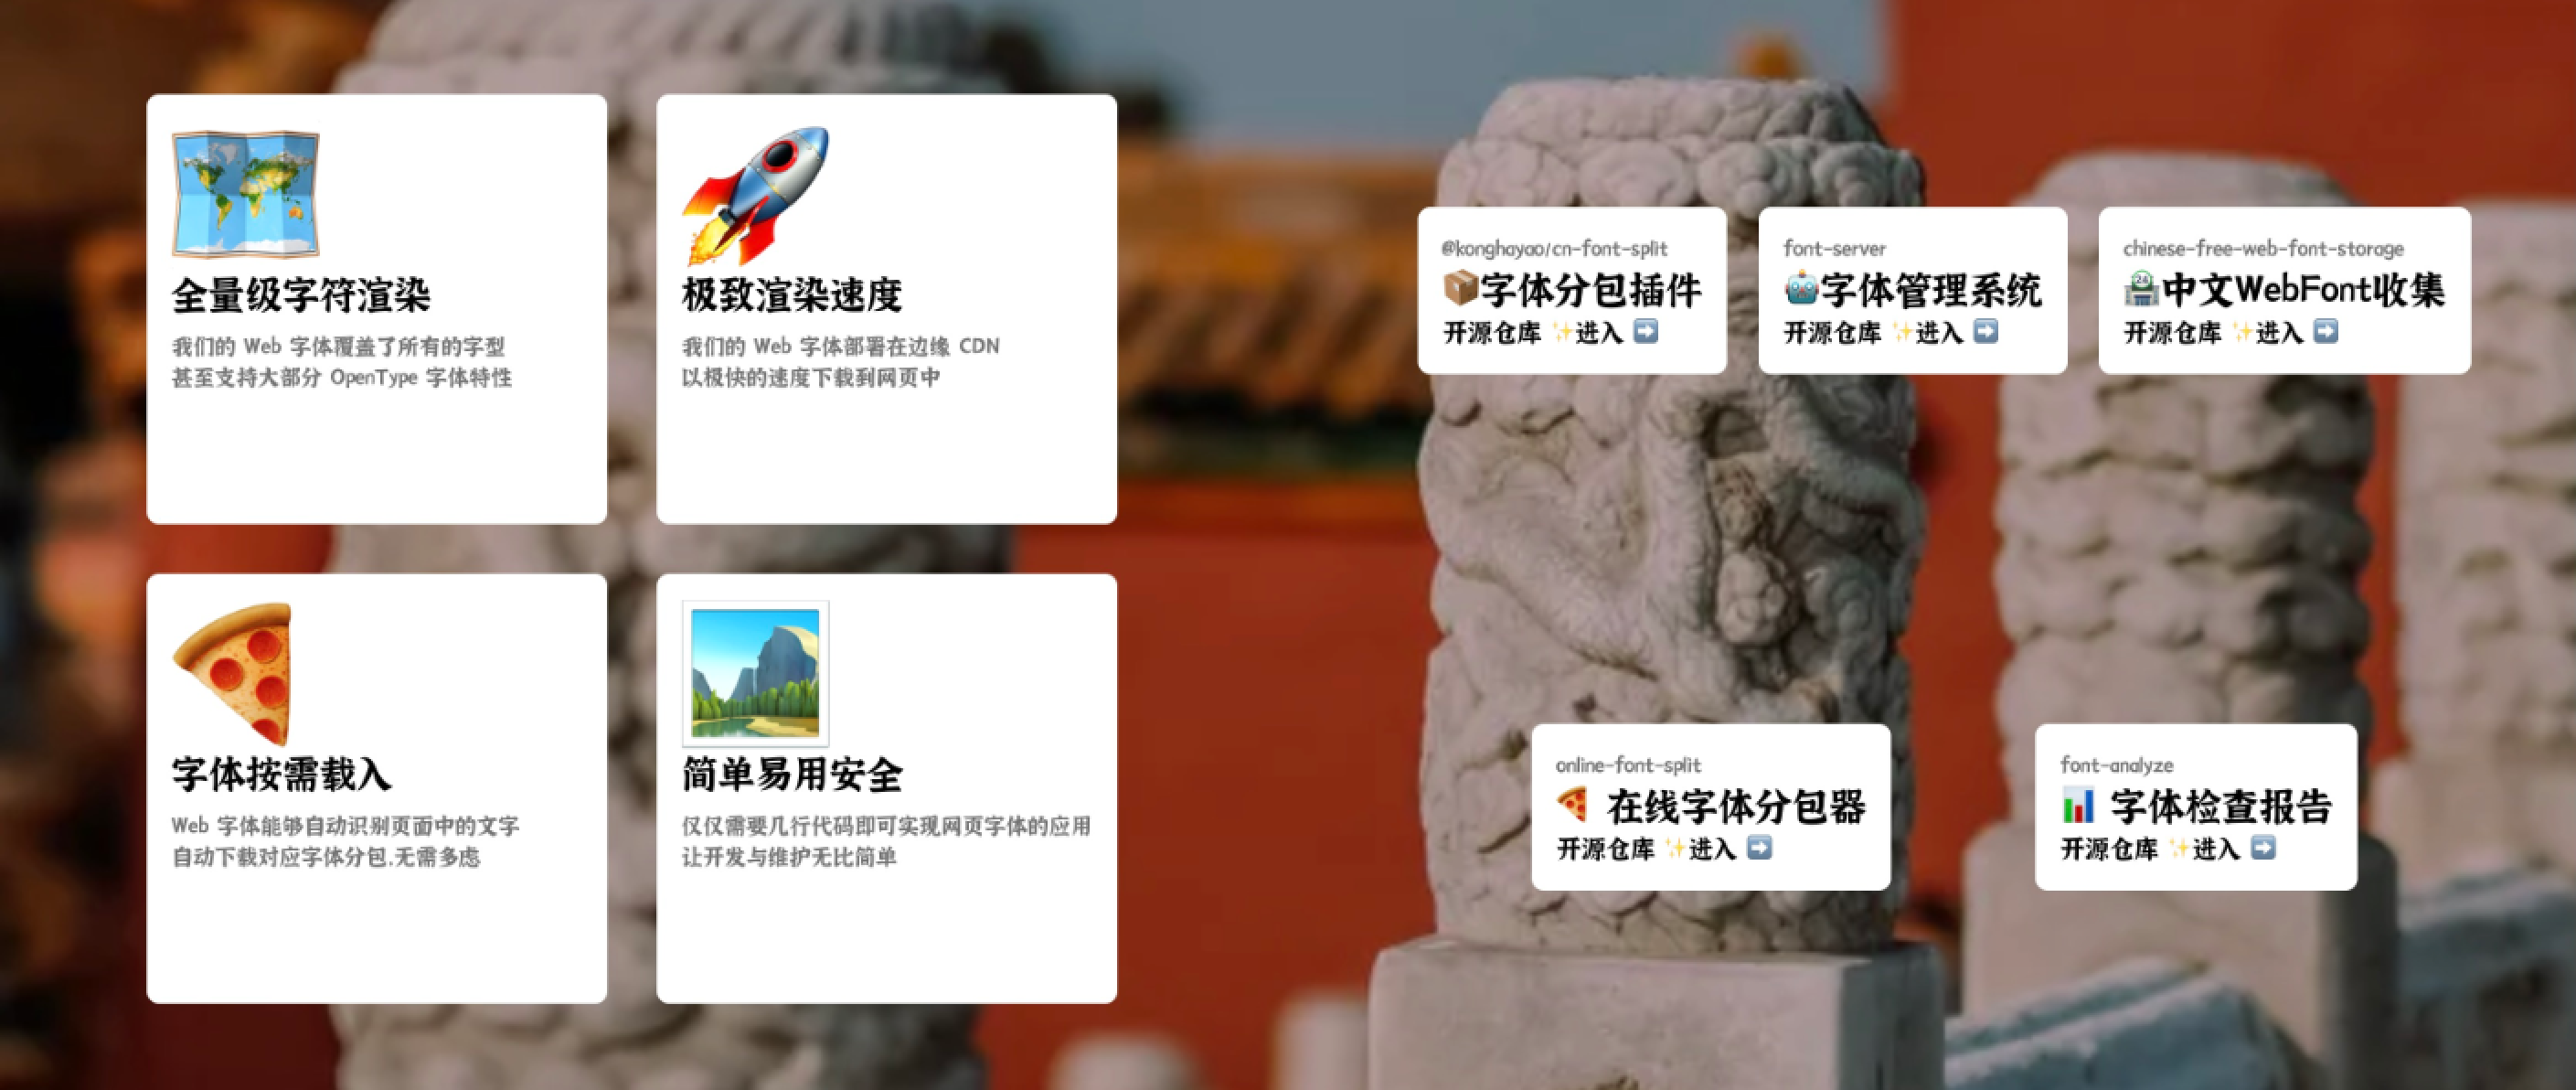 全量级字符渲染
我们的 Web 字体覆盖了所有的字型
甚至支持大部分 OpenType 字体特性
极致渲染速度
我们的 Web 字体部署在边缘 CDN
以极快的速度下载到网页中
字体按需载入
Web 字体能够自动识别页面中的文字
自动下载对应字体分包,无需多虑
简单易用安全
仅仅需要几行代码即可实现网页字体的应用
让开发与维护无比简单
@konghayao/cn-font-split
📦字体分包插件
开源仓库 ✨进入 ➡️
font-server
🤖字体管理系统
开源仓库 ✨进入 ➡️
chinese-free-web-font-storage
🏪中文WebFont收集
开源仓库 ✨进入 ➡️
online-font-split
🍕 在线字体分包器
开源仓库 ✨进入 ➡️
font-analyze
📊 字体检查报告
开源仓库 ✨进入 ➡️